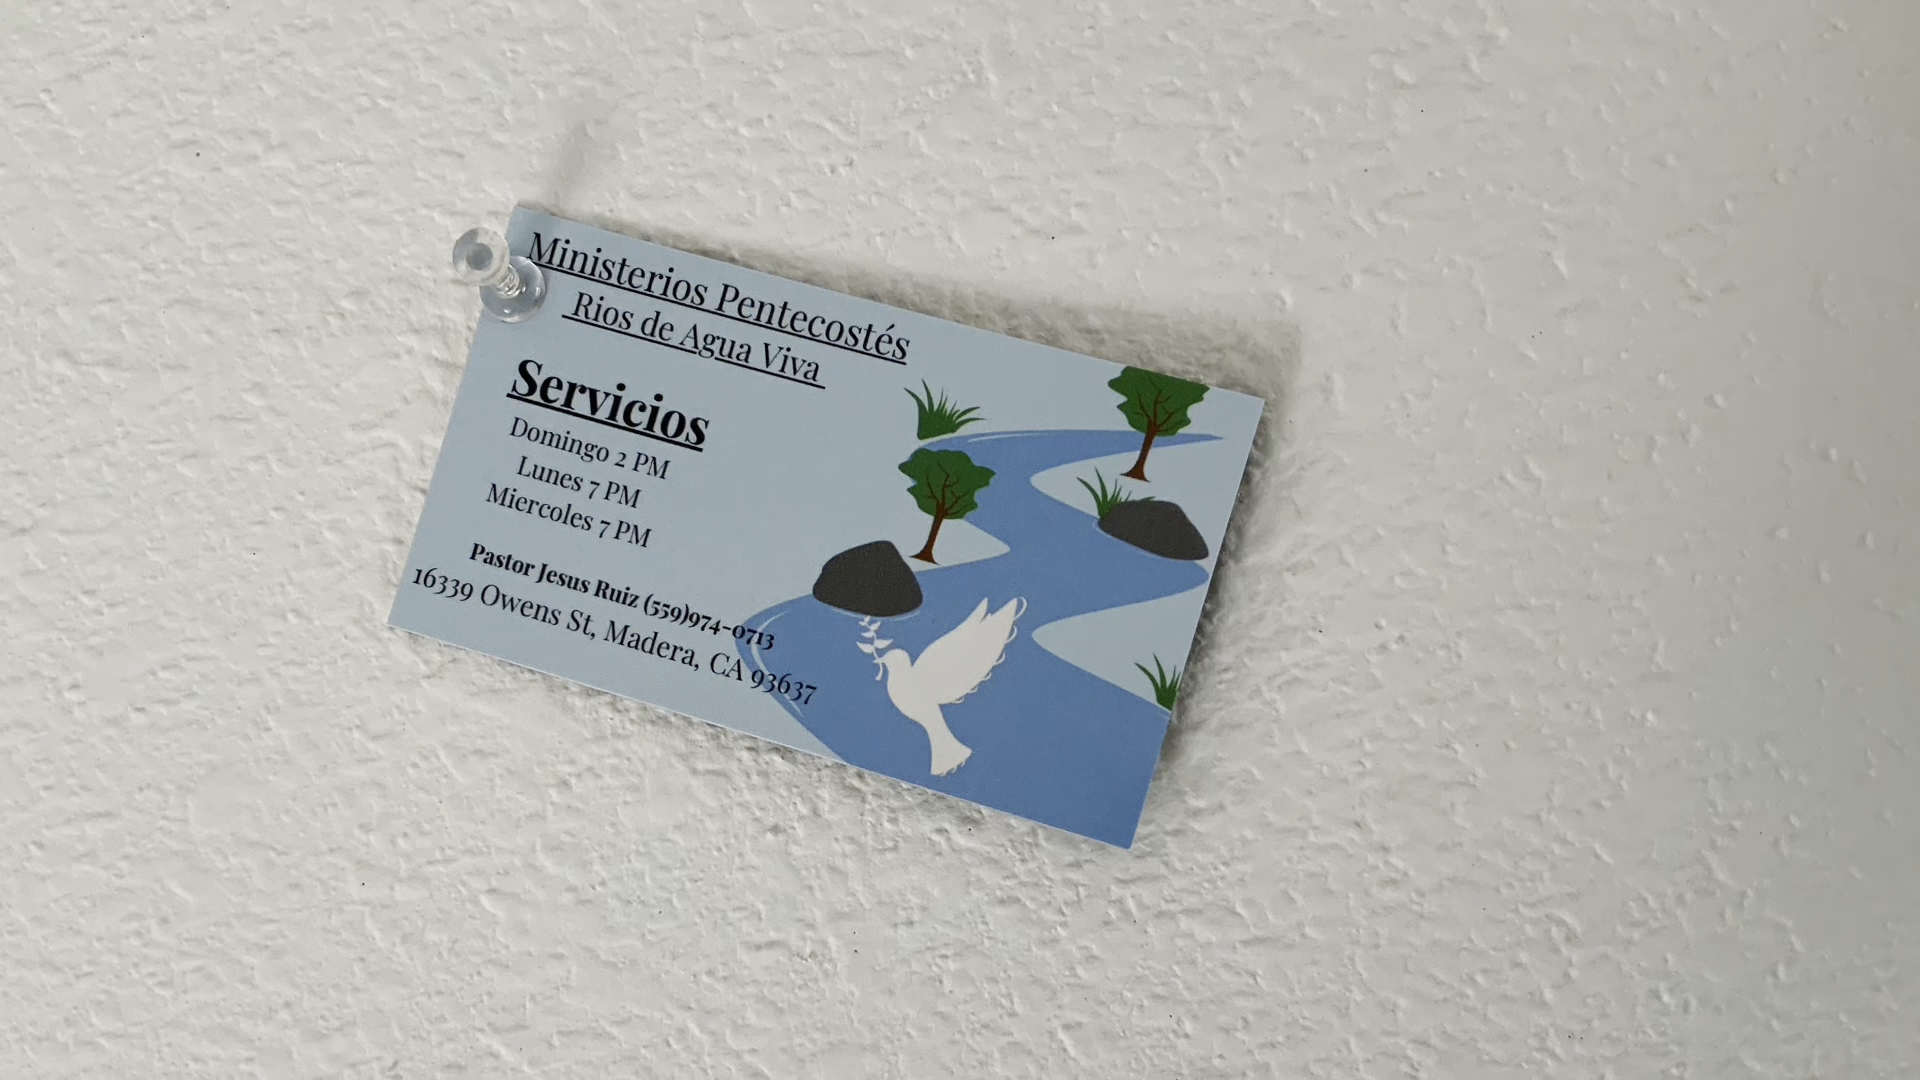 Ministerios Pentecostés
Rios de Agua Viva
Servicios
Domingo 2 PM
Lunes 7 PM
Miercoles 7 PM
Pastor Jesus Ruiz (559)974-0713
16339 Owens St, Madera, CA 93637